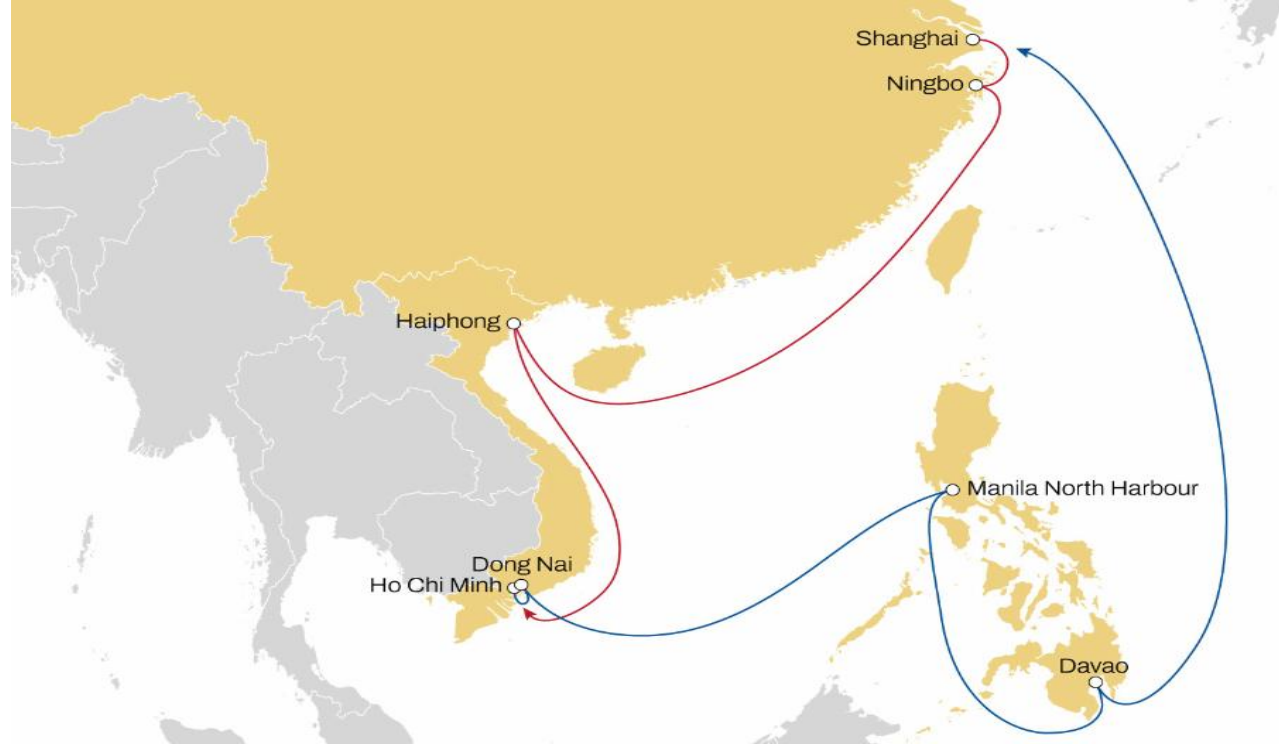 Shanghai
Ningbo
Haiphong
Manila North Harbour
Dong Nai
Ho Chi Minh
Davao